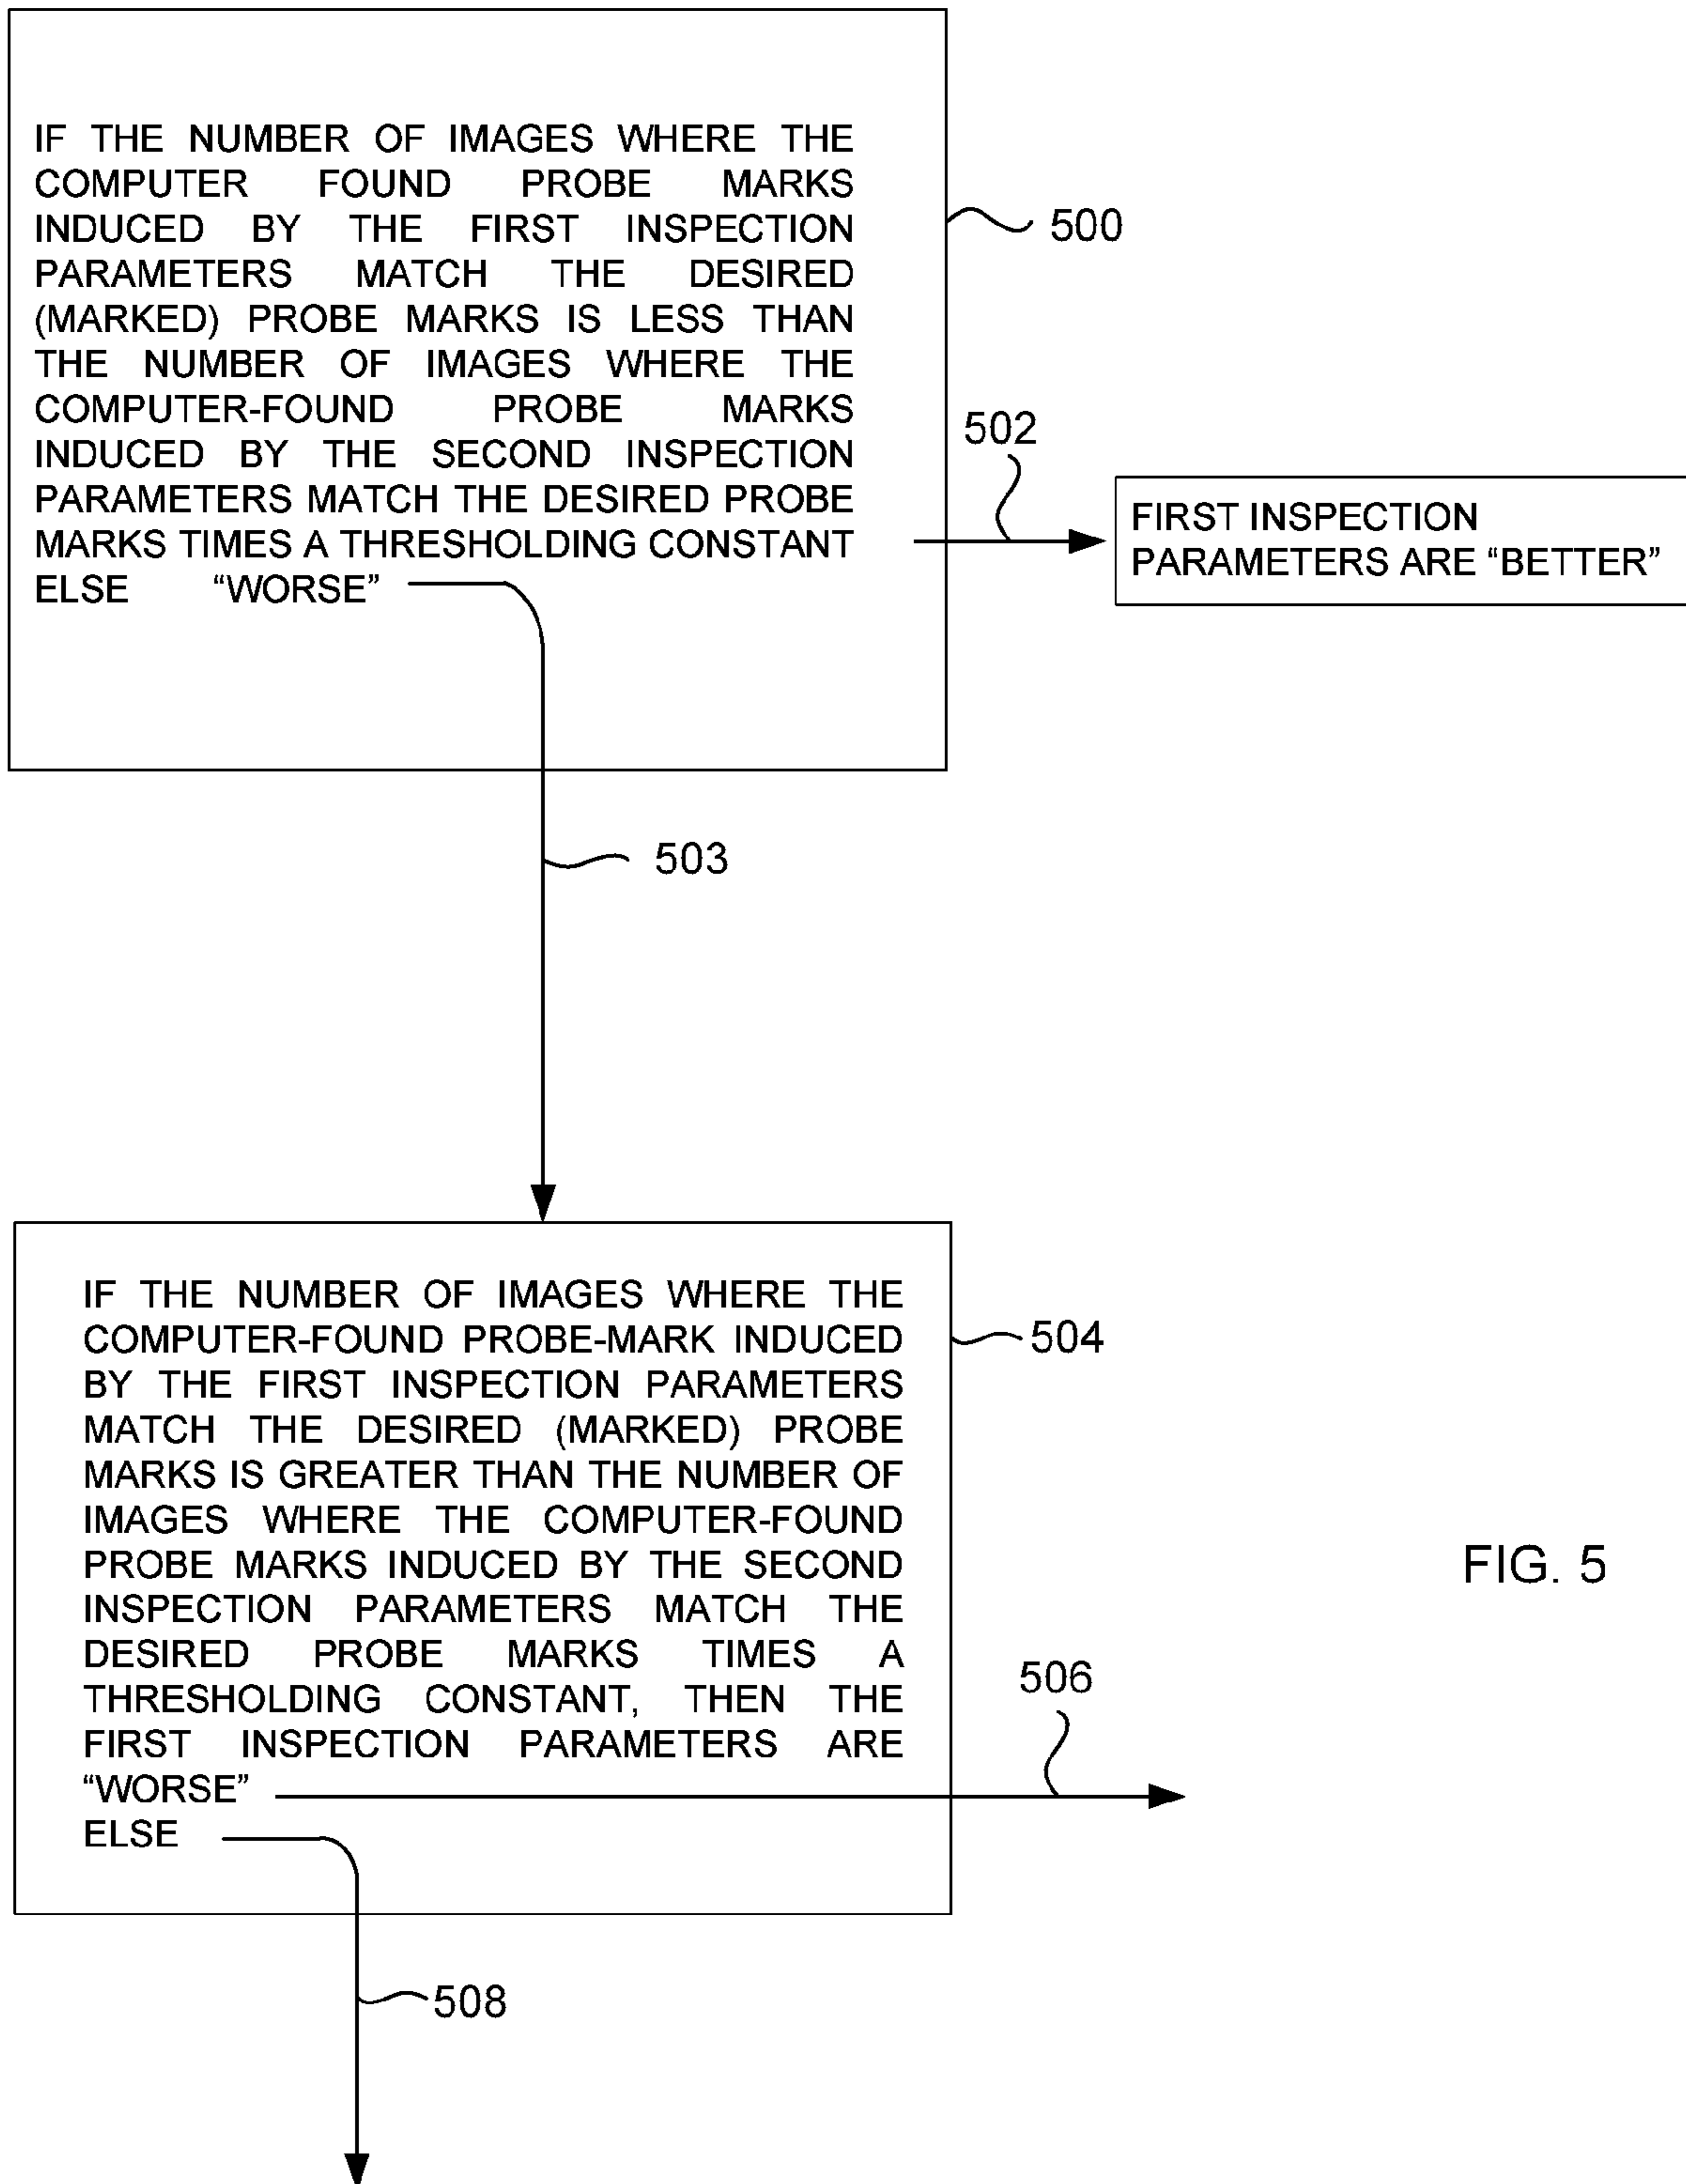 IF THE NUMBER OF IMAGES WHERE THE
COMPUTER FOUND PROBE MARKS
INDUCED BY THE FIRST INSPECTION
PARAMETERS MATCH THE DESIRED
(MARKED) PROBE MARKS IS LESS THAN
THE NUMBER OF IMAGES WHERE THE
COMPUTER-FOUND PROBE MARKS
INDUCED BY THE SECOND INSPECTION
PARAMETERS MATCH THE DESIRED PROBE
MARKS TIMES A THRESHOLDING CONSTANT
ELSE “WORSE”
500
502
FIRST INSPECTION
PARAMETERS ARE “BETTER”
503
IF THE NUMBER OF IMAGES WHERE THE
COMPUTER-FOUND PROBE-MARK INDUCED
BY THE FIRST INSPECTION PARAMETERS
MATCH THE DESIRED (MARKED) PROBE
MARKS IS GREATER THAN THE NUMBER OF
IMAGES WHERE THE COMPUTER-FOUND
PROBE MARKS INDUCED BY THE SECOND
INSPECTION PARAMETERS MATCH THE
DESIRED PROBE MARKS TIMES A
THRESHOLDING CONSTANT, THEN THE
FIRST INSPECTION PARAMETERS ARE
“WORSE”
ELSE
504
506
508
FIG. 5